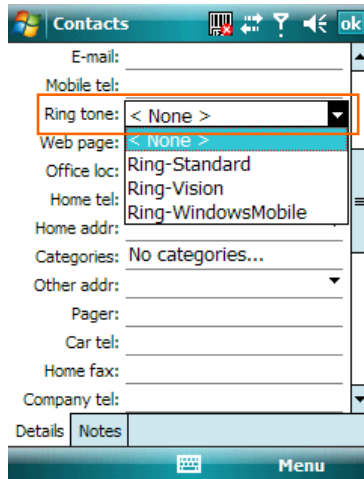 Contacts ok
E-mail:
Mobile tel:
Ring tone: < None >
Web page: < None >
Office loc: Ring-Standard
Ring-Vision
Home tel: Ring-WindowsMobile
Home addr:
Categories: No categories...
Other addr:
Pager:
Car tel:
Home fax:
Company tel:
Details Notes
Menu